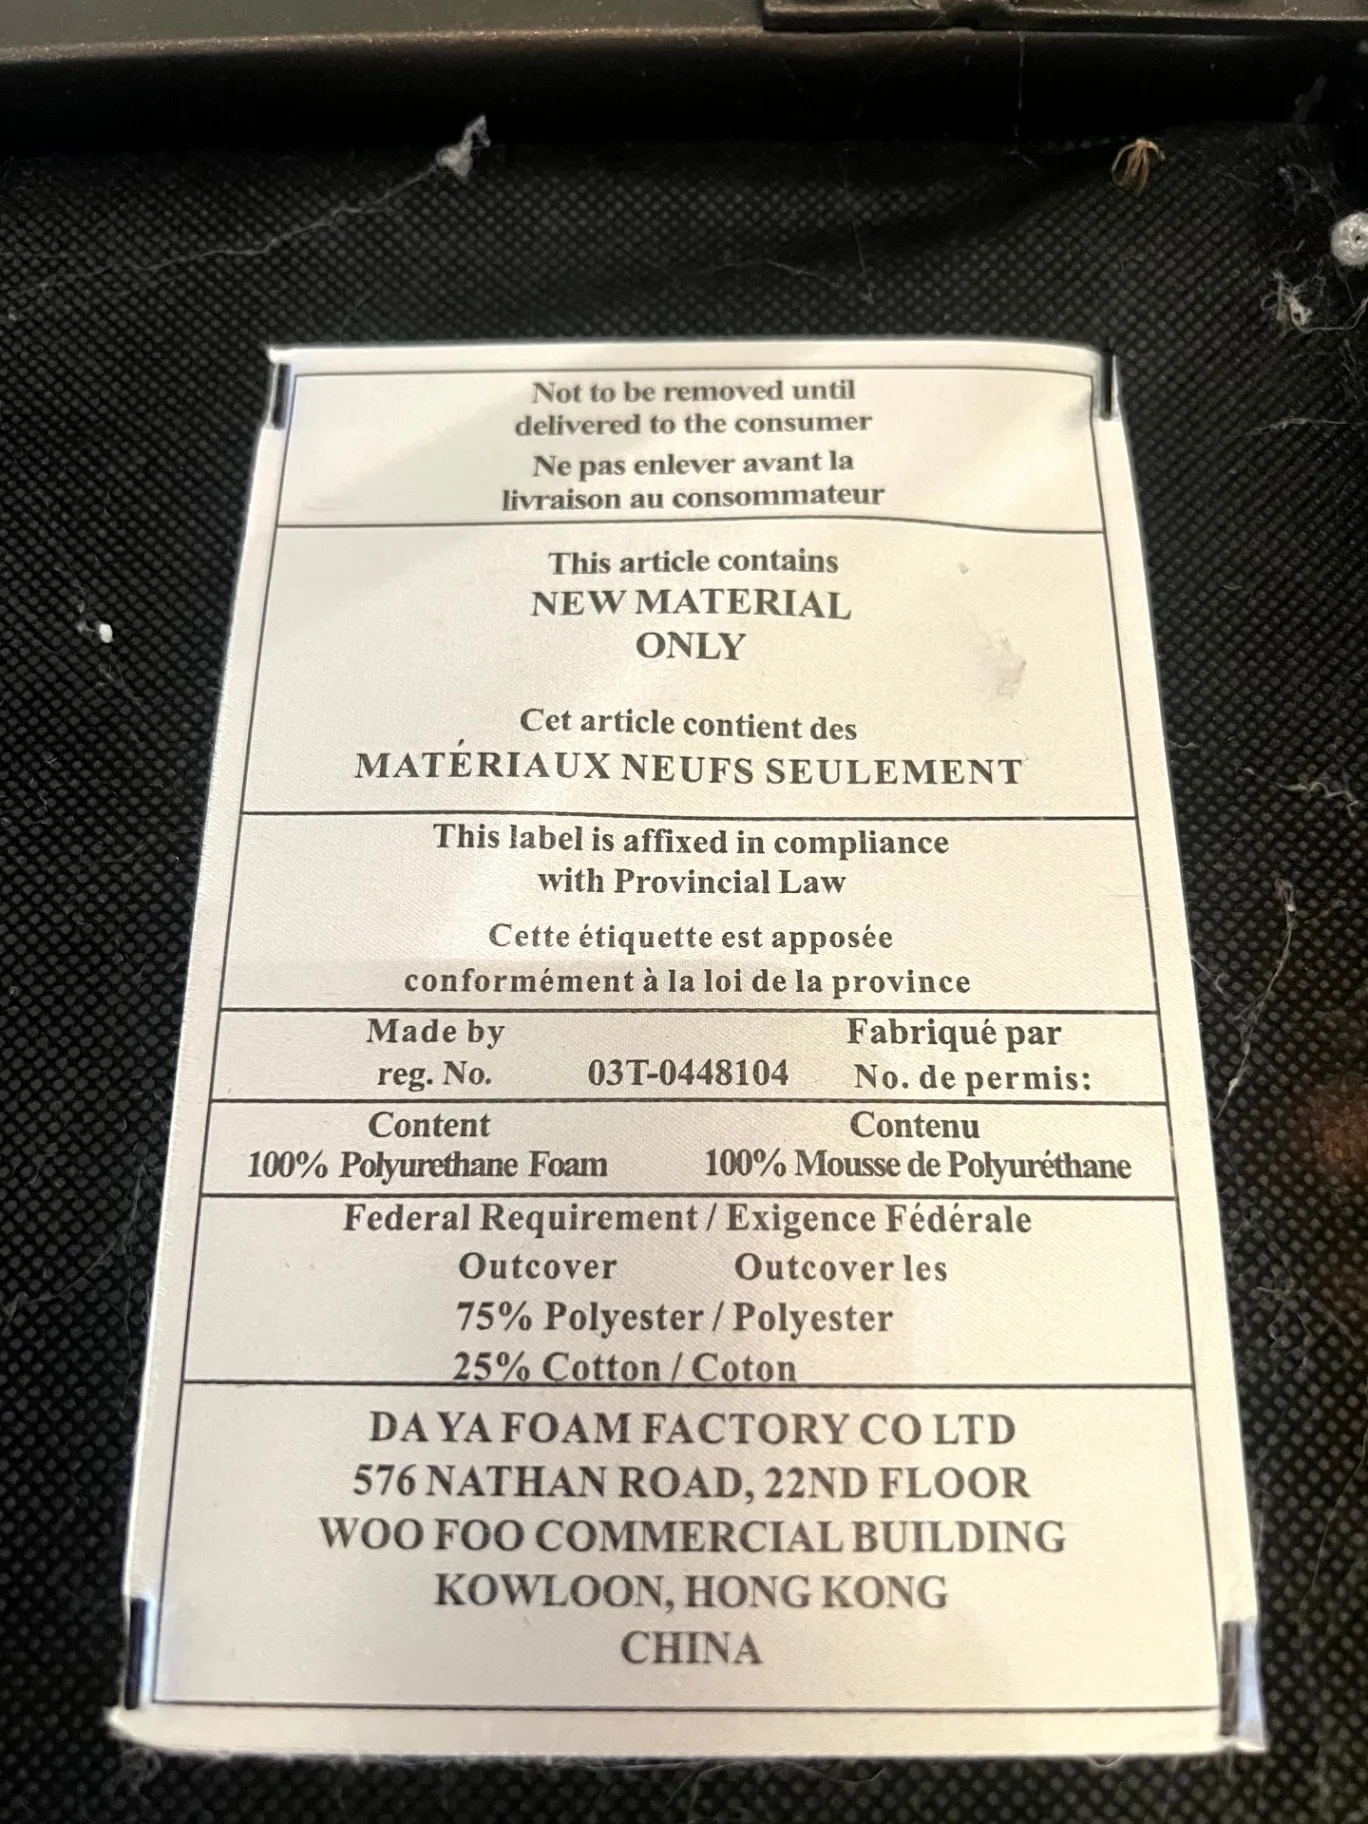 Not to be removed until
delivered to the consumer
Ne pas enlever avant la
livraison au consommateur
This article contains
NEW MATERIAL
ONLY
Cet article contient des
MATÉRIAUX NEUFS SEULEMENT
This label is affixed in compliance
with Provincial Law
Cette étiquette est apposée
conformément à la loi de la province
Made by Fabriqué par
reg. No. 03T-0448104 No. de permis:
Content Contenu
100% Polyurethane Foam 100% Mousse de Polyuréthane
Federal Requirement / Exigence Fédérale
Outcover Outcover les
75% Polyester / Polyester
25% Cotton / Coton
DA YA FOAM FACTORY CO LTD
576 NATHAN ROAD, 22ND FLOOR
WOO FOO COMMERCIAL BUILDING
KOWLOON, HONG KONG
CHINA